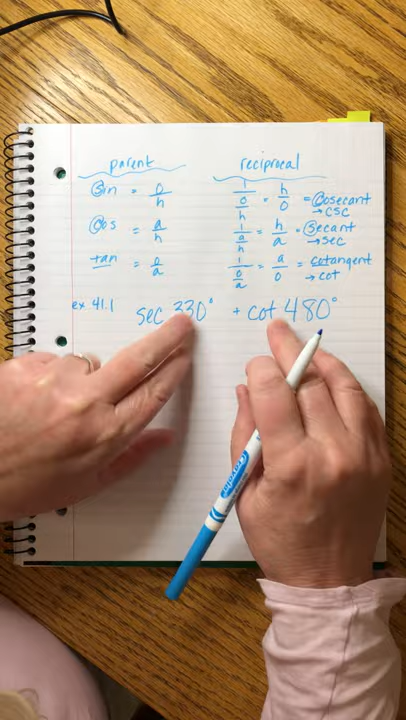 parent reciprocal
sin = o/h 1/(o/h) = h/o = cosecant
→ csc
cos = a/h 1/(a/h) = h/a = secant
→ sec
tan = o/a 1/(o/a) = a/o = cotangent
→ cot
ex 41.1 sec 330° + cot 480°
Crayola